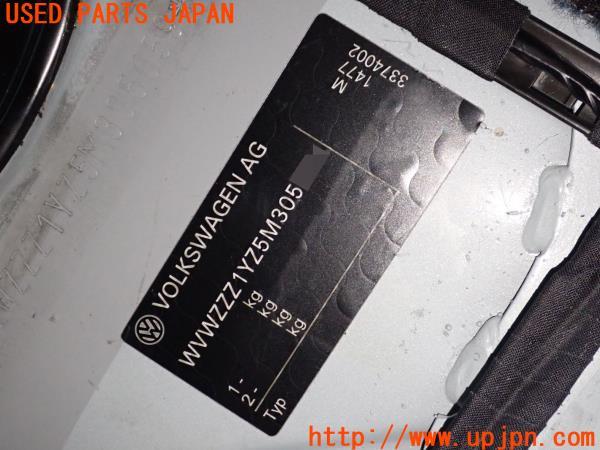 USED PARTS JAPAN
M
1477
3374002
VOLKSWAGEN AG
WVWZZZ1YZ5M305
kg
kg
1- kg
2- kg
Typ
http://www.upjpn.com/